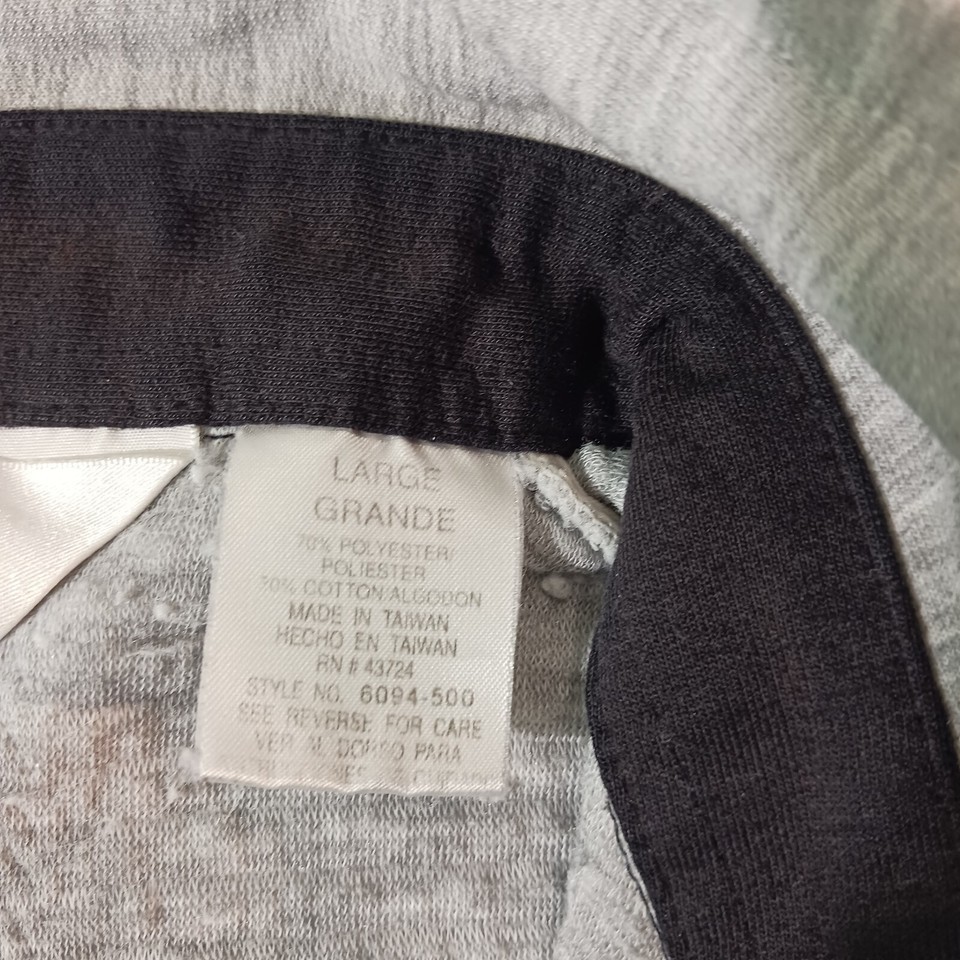 LARGE
GRANDE
70% POLYESTER/
POLIESTER
30% COTTON/ALGODON
MADE IN TAIWAN
HECHO EN TAIWAN
RN # 43724
STYLE NO. 6094-500
SEE REVERSE FOR CARE
VER AL DORSO PARA